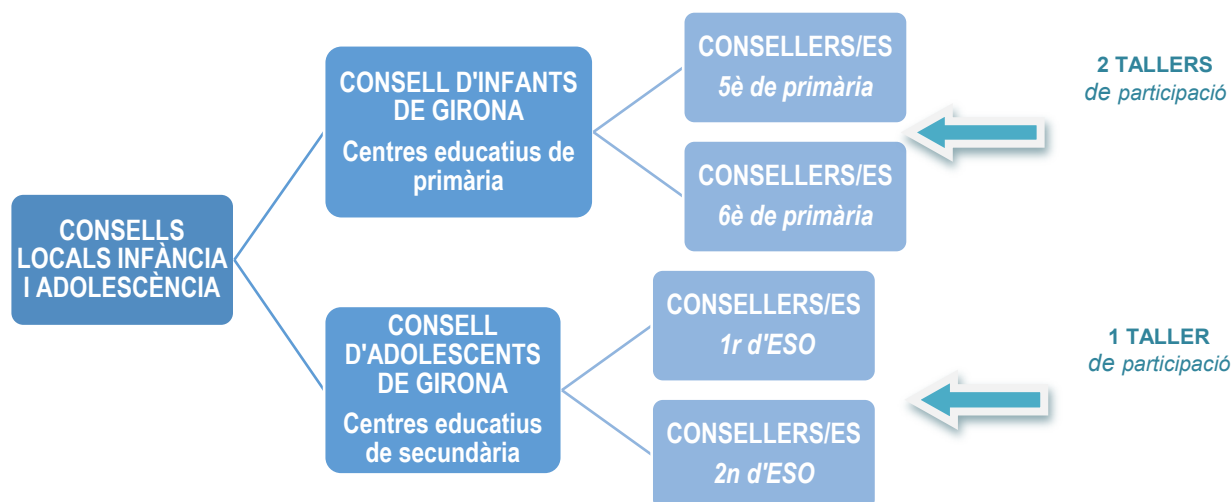 CONSELLS
LOCALS INFÀNCIA
I ADOLESCÈNCIA
CONSELL D'INFANTS
DE GIRONA
Centres educatius de
primària
CONSELLERS/ES
5è de primària
CONSELLERS/ES
6è de primària
2 TALLERS
de participació
CONSELL
D'ADOLESCENTS
DE GIRONA
Centres educatius
de secundària
CONSELLERS/ES
1r d'ESO
CONSELLERS/ES
2n d'ESO
1 TALLER
de participació